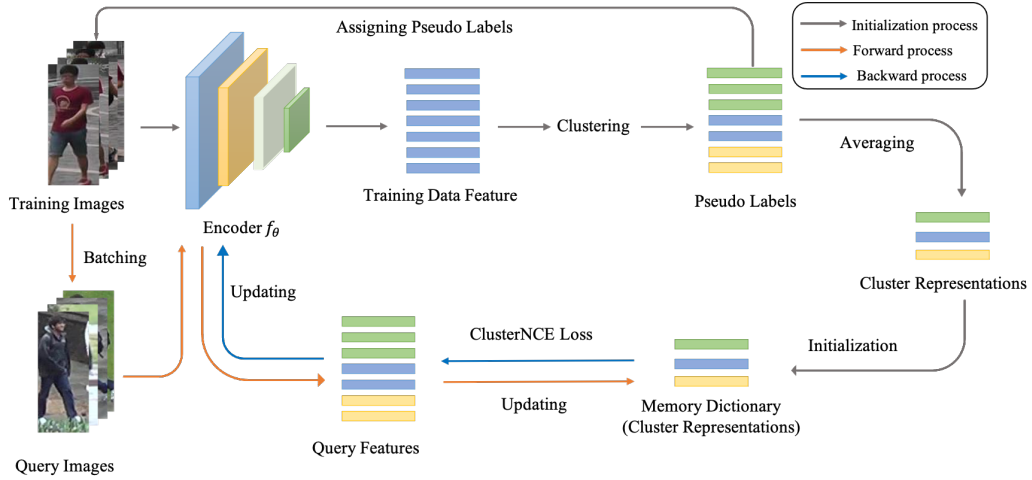 Assigning Pseudo Labels
Initialization process
Forward process
Backward process
Clustering
Averaging
Training Images
Encoder fθ
Training Data Feature
Pseudo Labels
Batching
Updating
Cluster Representations
ClusterNCE Loss
Initialization
Updating
Memory Dictionary
(Cluster Representations)
Query Features
Query Images